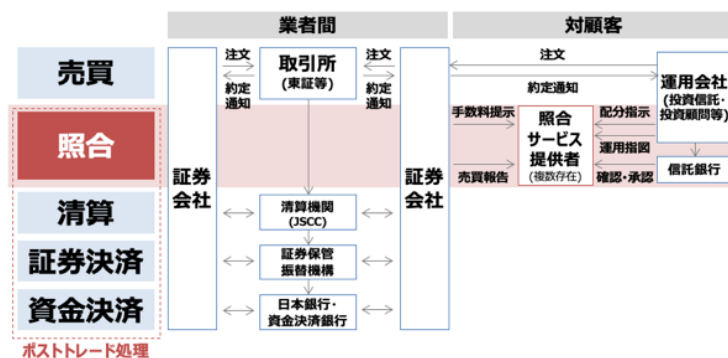 業者間
対顧客
売買
照合
清算
証券決済
資金決済
ポストトレード処理
証券
会社
注文
約定
通知
取引所
(東証等)
注文
約定
通知
清算機関
(JSCC)
証券保管
振替機構
日本銀行・
資金決済銀行
証券
会社
注文
約定通知
手数料提示
売買報告
照合
サービス
提供者
(複数存在)
配分指示
運用指図
確認・承認
運用会社
(投資信託・
投資顧問等)
信託銀行